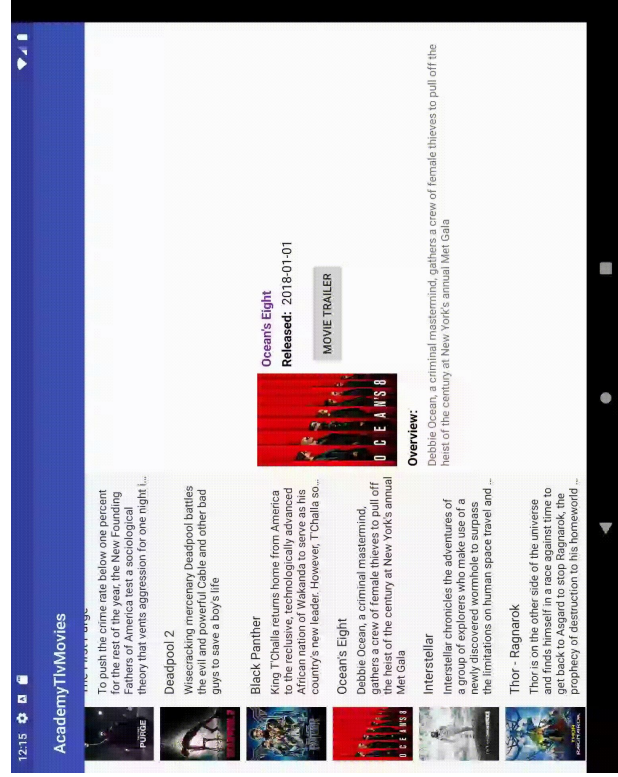 12:15
AcademyTlvMovies
The First Purge
To push the crime rate below one percent
for the rest of the year, the New Founding
Fathers of America test a sociological
theory that vents aggression for one night i...
PURGE
Deadpool 2
Wisecracking mercenary Deadpool battles
the evil and powerful Cable and other bad
guys to save a boy's life
Black Panther
King T'Challa returns home from America
to the reclusive, technologically advanced
African nation of Wakanda to serve as his
country's new leader. However, T'Challa so...
Ocean's Eight
Debbie Ocean, a criminal mastermind,
gathers a crew of female thieves to pull off
the heist of the century at New York's annual
Met Gala
OCEAN'S 8
Interstellar
Interstellar chronicles the adventures of
a group of explorers who make use of a
newly discovered wormhole to surpass
the limitations on human space travel and ...
Thor - Ragnarok
Thor is on the other side of the universe
and finds himself in a race against time to
get back to Asgard to stop Ragnarok, the
prophecy of destruction to his homeworld ...
THOR
RAGNAROK
OCEAN'S 8
Ocean's Eight
Released: 2018-01-01
MOVIE TRAILER
Overview:
Debbie Ocean, a criminal mastermind, gathers a crew of female thieves to pull off the
heist of the century at New York's annual Met Gala